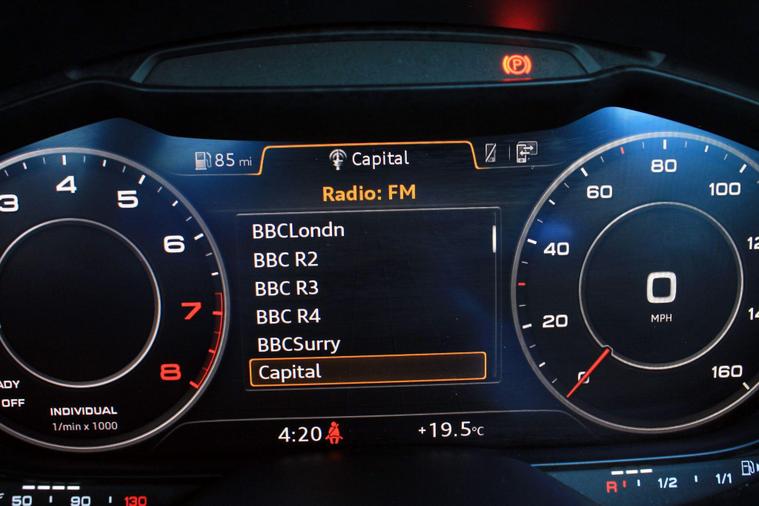 P
85 mi
Capital
Radio: FM
BBCLondn
BBC R2
BBC R3
BBC R4
BBCSurry
Capital
4:20
+19.5°C
3 4 5 6 7 8
ADY
OFF
INDIVIDUAL
1/min x 1000
20 40 60 80 100 160
0
MPH
50 90 130
R 1/2 1/1